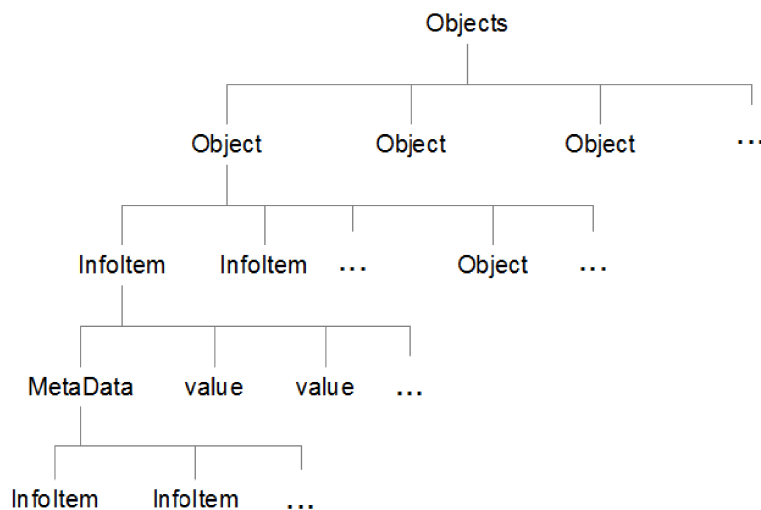 Objects
Object Object Object ...
InfoItem InfoItem ... Object ...
MetaData value value ...
InfoItem InfoItem ...